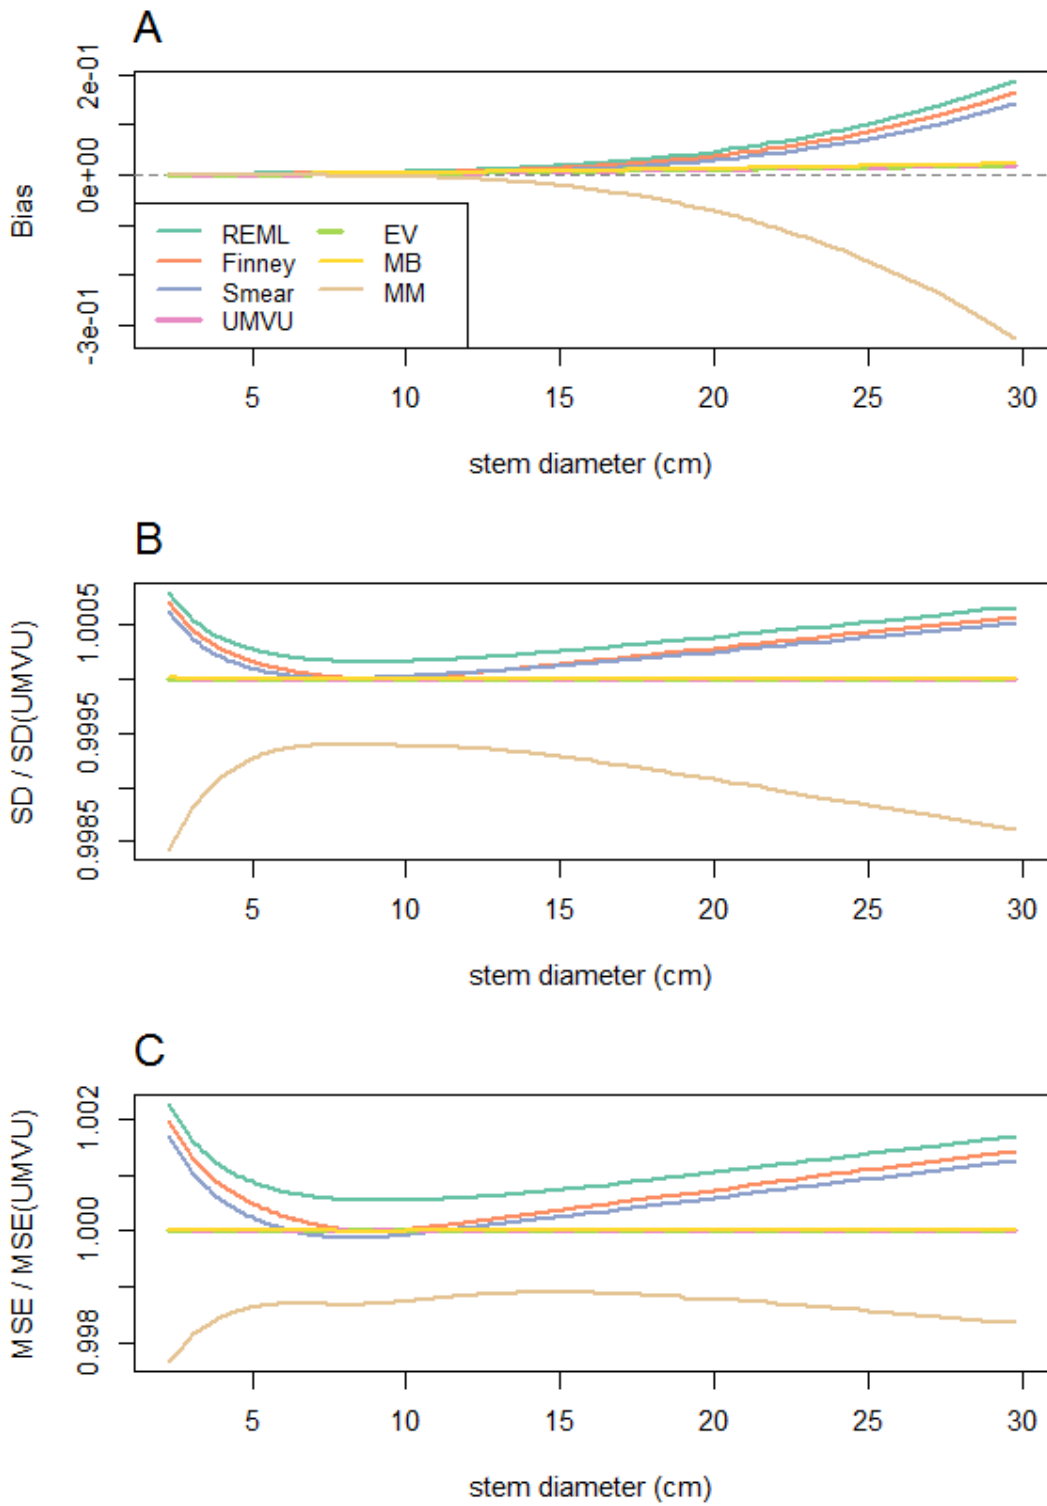 A
Bias
2e-01
0e+00
-3e-01
REML EV
Finney MB
Smear MM
UMVU
5 10 15 20 25 30
stem diameter (cm)
B
SD / SD(UMVU)
1.0005
0.9995
0.9985
5 10 15 20 25 30
stem diameter (cm)
C
MSE / MSE(UMVU)
1.002
1.000
0.998
5 10 15 20 25 30
stem diameter (cm)